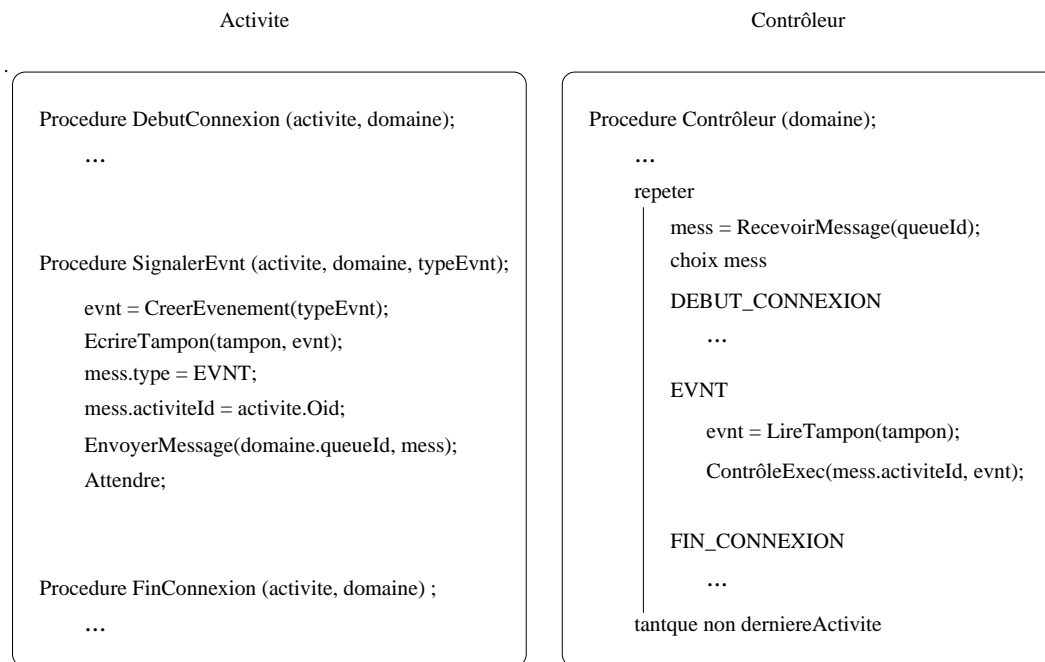 Activite
Procedure DebutConnexion (activite, domaine);
...
Procedure SignalerEvnt (activite, domaine, typeEvnt);
evnt = CreerEvenement(typeEvnt);
EcrireTampon(tampon, evnt);
mess.type = EVNT;
mess.activiteId = activite.Oid;
EnvoyerMessage(domaine.queueId, mess);
Attendre;
Procedure FinConnexion (activite, domaine) ;
...
Contrôleur
Procedure Contrôleur (domaine);
...
repeter
mess = RecevoirMessage(queueId);
choix mess
DEBUT_CONNEXION
...
EVNT
evnt = LireTampon(tampon);
ContrôleExec(mess.activiteId, evnt);
FIN_CONNEXION
...
tantque non derniereActivite